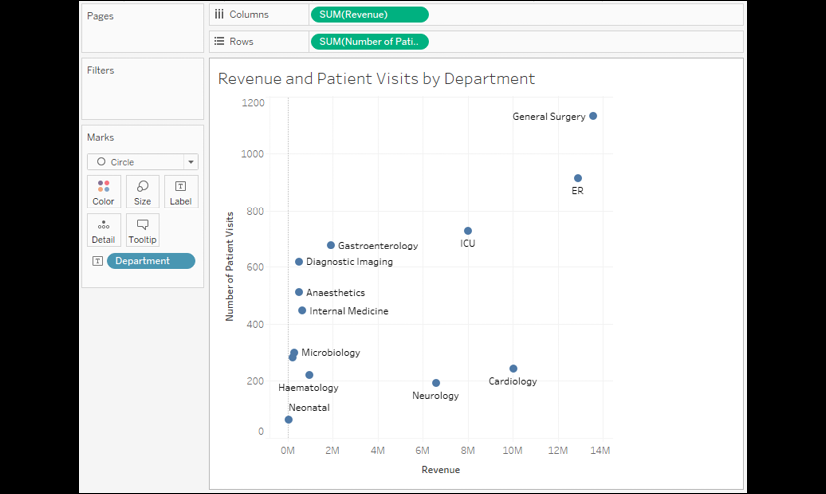 Pages
Columns
SUM(Revenue)
Rows
SUM(Number of Pati..
Filters
Marks
Circle
Color
Size
T
Label
Detail
Tooltip
T
Department
Revenue and Patient Visits by Department
Number of Patient Visits
1200
1000
800
600
400
200
0
General Surgery
ER
ICU
Gastroenterology
Diagnostic Imaging
Anaesthetics
Internal Medicine
Microbiology
Haematology
Neurology
Cardiology
Neonatal
0M
2M
4M
6M
8M
10M
12M
14M
Revenue